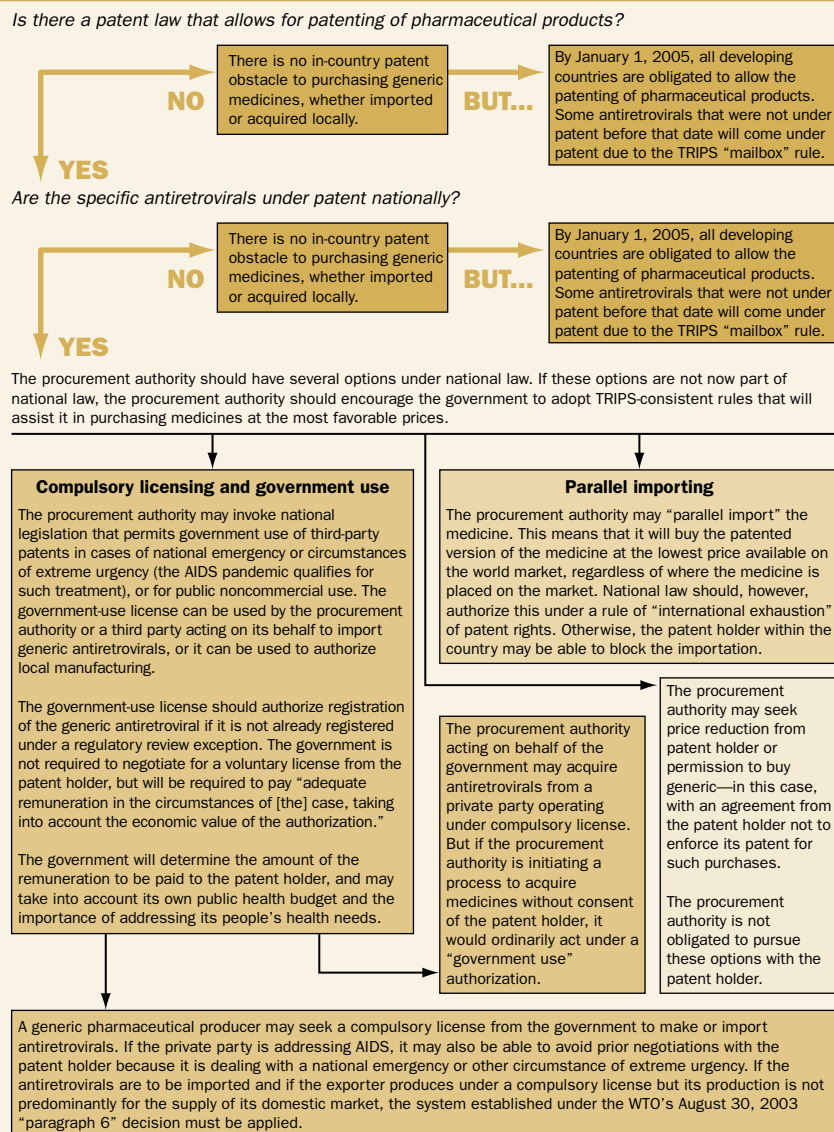 Is there a patent law that allows for patenting of pharmaceutical products?
NO
There is no in-country patent
obstacle to purchasing generic
medicines, whether imported
or acquired locally.
BUT...
By January 1, 2005, all developing
countries are obligated to allow the
patenting of pharmaceutical products.
Some antiretrovirals that were not under
patent before that date will come under
patent due to the TRIPS “mailbox” rule.
YES
Are the specific antiretrovirals under patent nationally?
NO
There is no in-country patent
obstacle to purchasing generic
medicines, whether imported
or acquired locally.
BUT...
By January 1, 2005, all developing
countries are obligated to allow the
patenting of pharmaceutical products.
Some antiretrovirals that were not under
patent before that date will come under
patent due to the TRIPS “mailbox” rule.
YES
The procurement authority should have several options under national law. If these options are not now part of
national law, the procurement authority should encourage the government to adopt TRIPS-consistent rules that will
assist it in purchasing medicines at the most favorable prices.
Compulsory licensing and government use
The procurement authority may invoke national
legislation that permits government use of third-party
patents in cases of national emergency or circumstances
of extreme urgency (the AIDS pandemic qualifies for
such treatment), or for public noncommercial use. The
government-use license can be used by the procurement
authority or a third party acting on its behalf to import
generic antiretrovirals, or it can be used to authorize
local manufacturing.
The government-use license should authorize registration
of the generic antiretroviral if it is not already registered
under a regulatory review exception. The government is
not required to negotiate for a voluntary license from the
patent holder, but will be required to pay “adequate
remuneration in the circumstances of [the] case, taking
into account the economic value of the authorization.”
The government will determine the amount of the
remuneration to be paid to the patent holder, and may
take into account its own public health budget and the
importance of addressing its people’s health needs.
Parallel importing
The procurement authority may “parallel import” the
medicine. This means that it will buy the patented
version of the medicine at the lowest price available on
the world market, regardless of where the medicine is
placed on the market. National law should, however,
authorize this under a rule of “international exhaustion”
of patent rights. Otherwise, the patent holder within the
country may be able to block the importation.
The procurement authority
acting on behalf of the
government may acquire
antiretrovirals from a
private party operating
under compulsory license.
But if the procurement
authority is initiating a
process to acquire
medicines without consent
of the patent holder, it
would ordinarily act under a
“government use”
authorization.
The procurement
authority may seek
price reduction from
patent holder or
permission to buy
generic—in this case,
with an agreement from
the patent holder not to
enforce its patent for
such purchases.
The procurement
authority is not
obligated to pursue
these options with the
patent holder.
A generic pharmaceutical producer may seek a compulsory license from the government to make or import
antiretrovirals. If the private party is addressing AIDS, it may also be able to avoid prior negotiations with the
patent holder because it is dealing with a national emergency or other circumstance of extreme urgency. If the
antiretrovirals are to be imported and if the exporter produces under a compulsory license but its production is not
predominantly for the supply of its domestic market, the system established under the WTO’s August 30, 2003
“paragraph 6” decision must be applied.